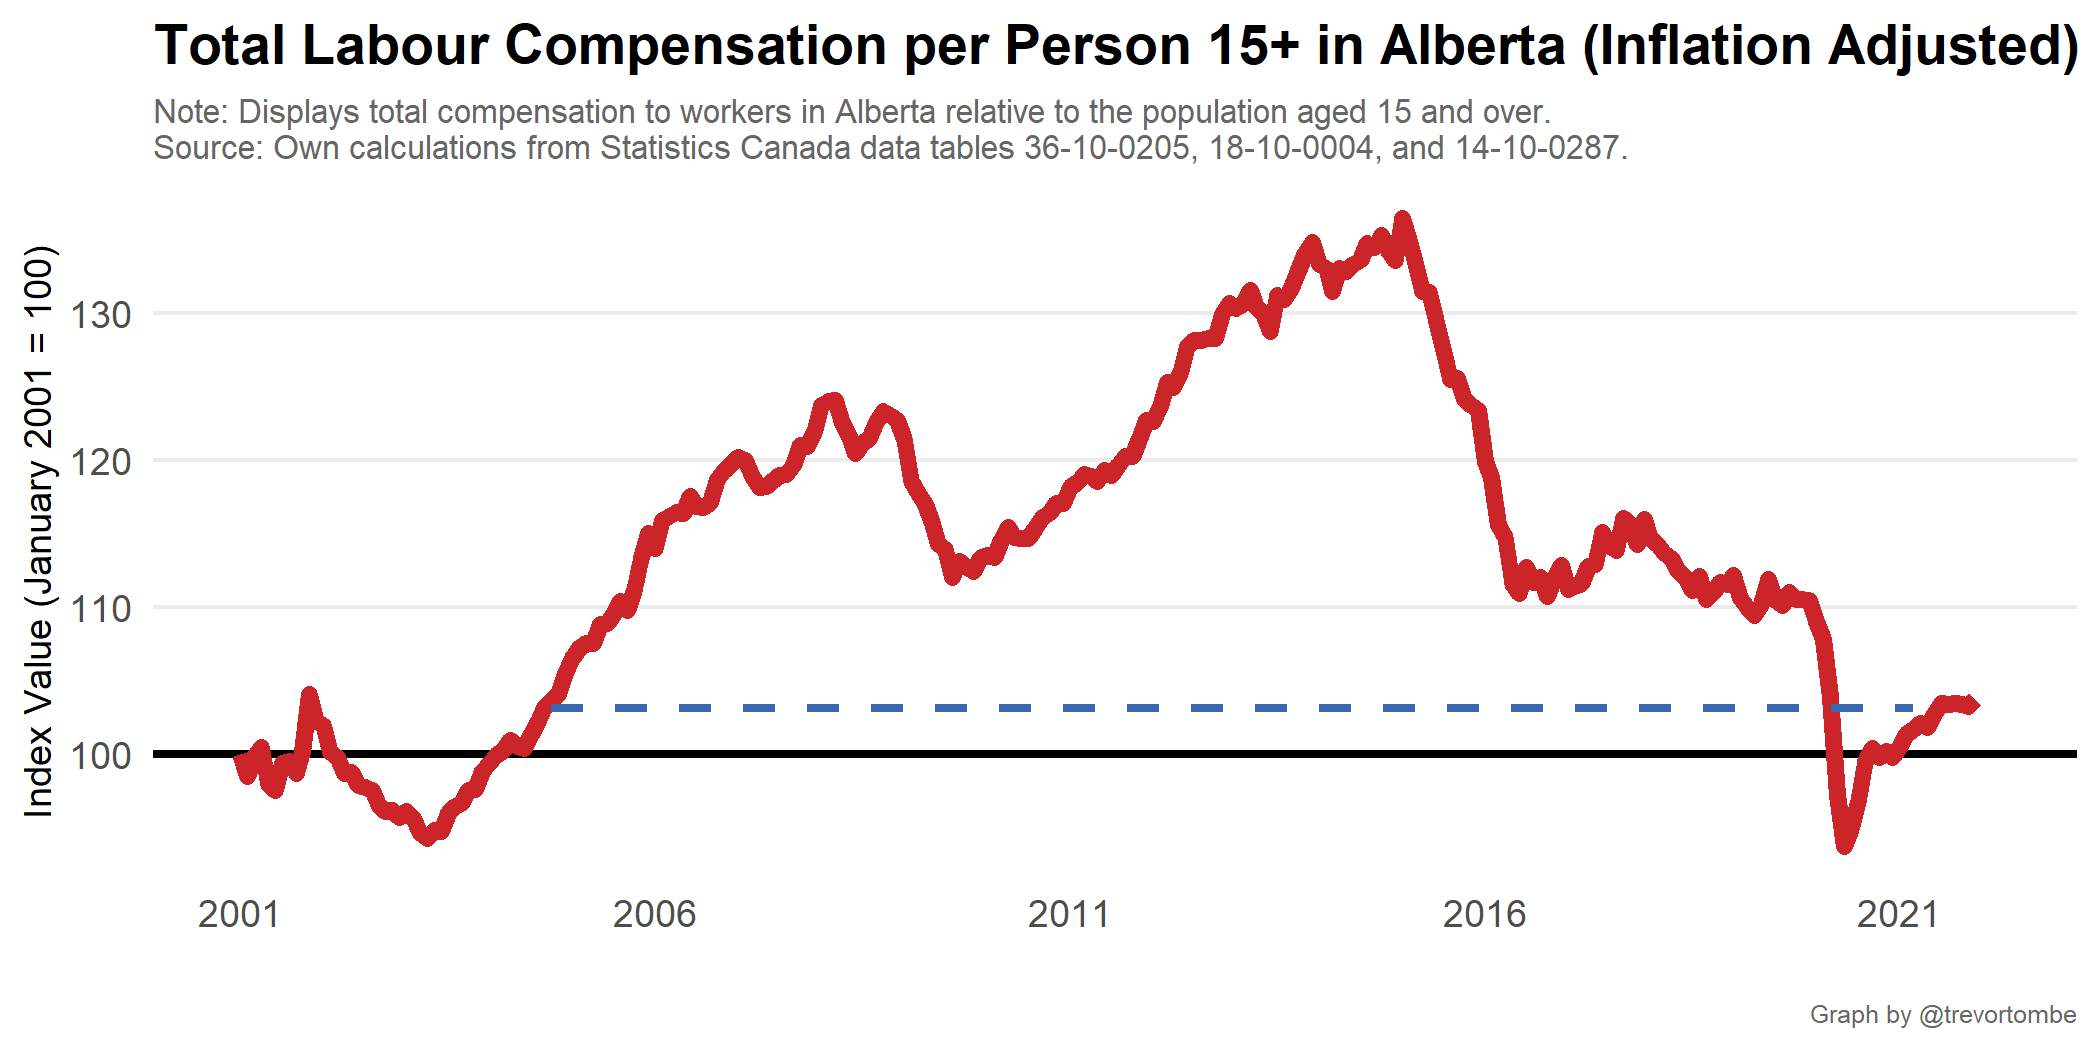 Total Labour Compensation per Person 15+ in Alberta (Inflation Adjusted)
Note: Displays total compensation to workers in Alberta relative to the population aged 15 and over.
Source: Own calculations from Statistics Canada data tables 36-10-0205, 18-10-0004, and 14-10-0287.
Index Value (January 2001 = 100)
130
120
110
100
2001
2006
2011
2016
2021
Graph by @trevortombe